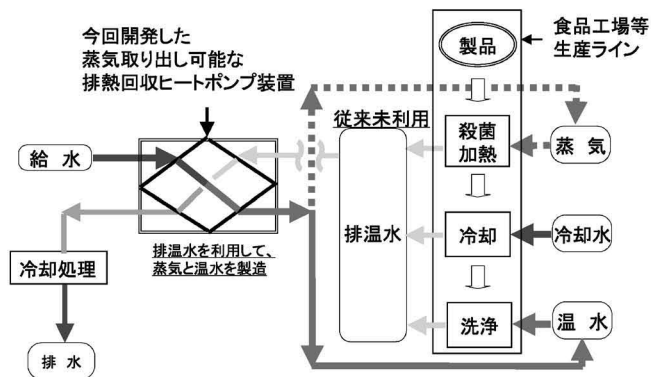 今回開発した
蒸気取り出し可能な
排熱回収ヒートポンプ装置
製品
食品工場等
生産ライン
従来未利用
給 水
殺菌
加熱
蒸 気
排温水
冷却
冷却水
排温水を利用して、
蒸気と温水を製造
冷却処理
洗浄
温 水
排 水